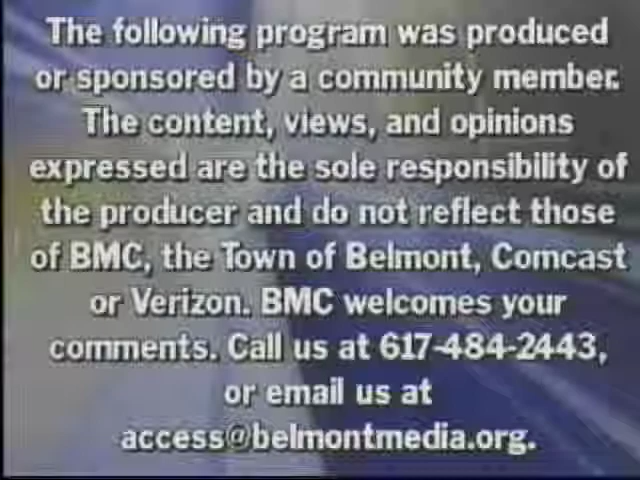 The following program was produced
or sponsored by a community member.
The content, views, and opinions
expressed are the sole responsibility of
the producer and do not reflect those
of BMC, the Town of Belmont, Comcast
or Verizon. BMC welcomes your
comments. Call us at 617-484-2443,
or email us at
access@belmontmedia.org.